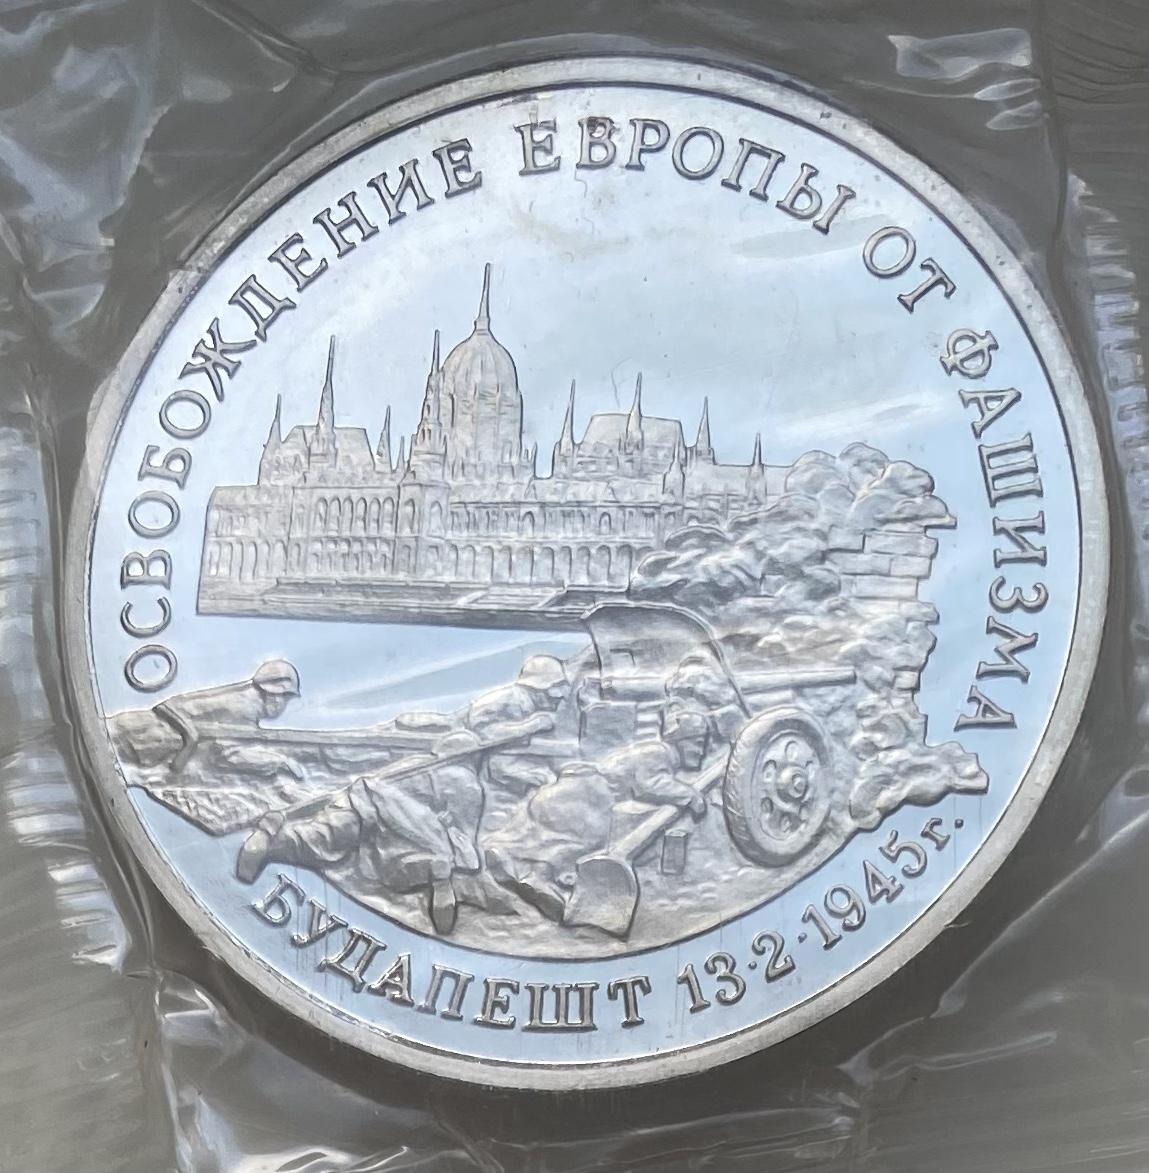 ОСВОБОЖДЕНИЕ ЕВРОПЫ ОТ ФАШИЗМА
БУДАПЕШТ 13·2·1945г.